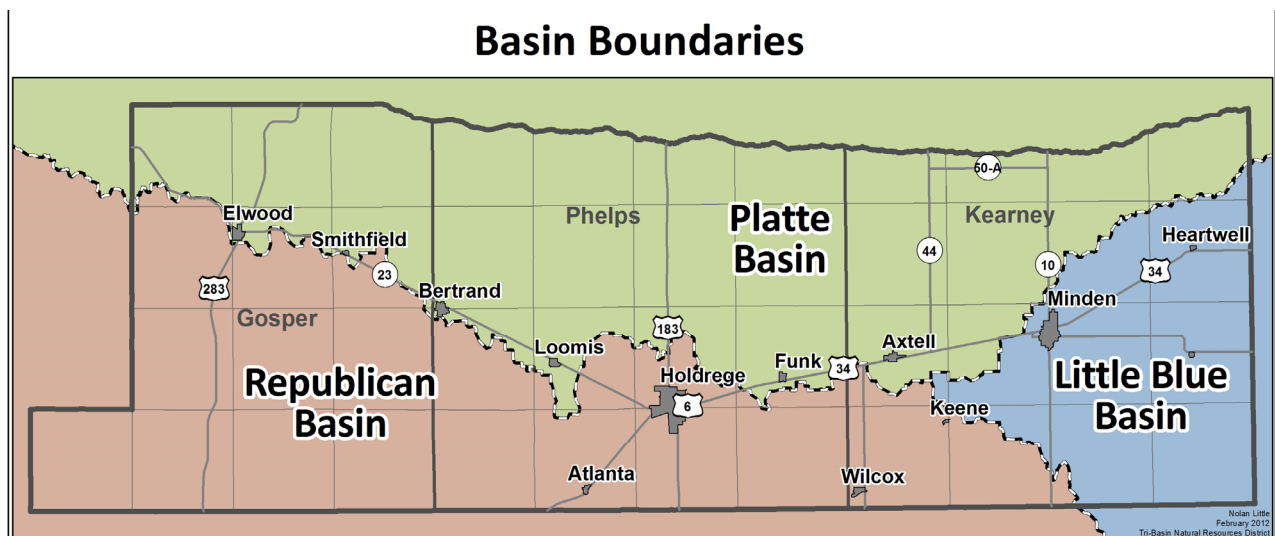 Basin Boundaries
50-A
Elwood
Phelps
Platte
Basin
Kearney
Smithfield
44
Heartwell
23
10
34
283
Bertrand
Minden
Gosper
183
Loomis
Axtell
Funk
34
Holdrege
Republican
Basin
Little Blue
Basin
6
Keene
Atlanta
Wilcox
Nolan Little
February 2012
Tri-Basin Natural Resources District